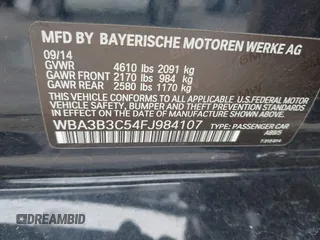 MFD BY BAYERISCHE MOTOREN WERKE AG
09/14
GVWR 4610 lbs 2091 kg
GAWR FRONT 2170 lbs 984 kg
GAWR REAR 2580 lbs 1170 kg
THIS VEHICLE CONFORMS TO ALL APPLICABLE FEDERAL
MOTOR VEHICLE SAFETY, BUMPER, AND THEFT PREVENTION
STANDARDS IN EFFECT ON THE DATE OF MANUFACTURE SHOWN ABOVE.
WBA3B3C54FJ984107
TYPE: PASSENGER CAR
DREAMBID